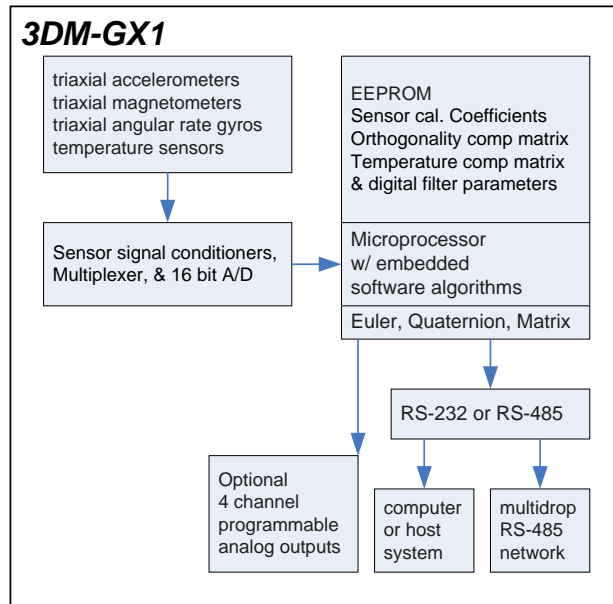 3DM-GX1
triaxial accelerometers
triaxial magnetometers
triaxial angular rate gyros
temperature sensors
Sensor signal conditioners,
Multiplexer, & 16 bit A/D
EEPROM
Sensor cal. Coefficients
Orthogonality comp matrix
Temperature comp matrix
& digital filter parameters
Microprocessor
w/ embedded
software algorithms
Euler, Quaternion, Matrix
RS-232 or RS-485
Optional
4 channel
programmable
analog outputs
computer
or host
system
multidrop
RS-485
network